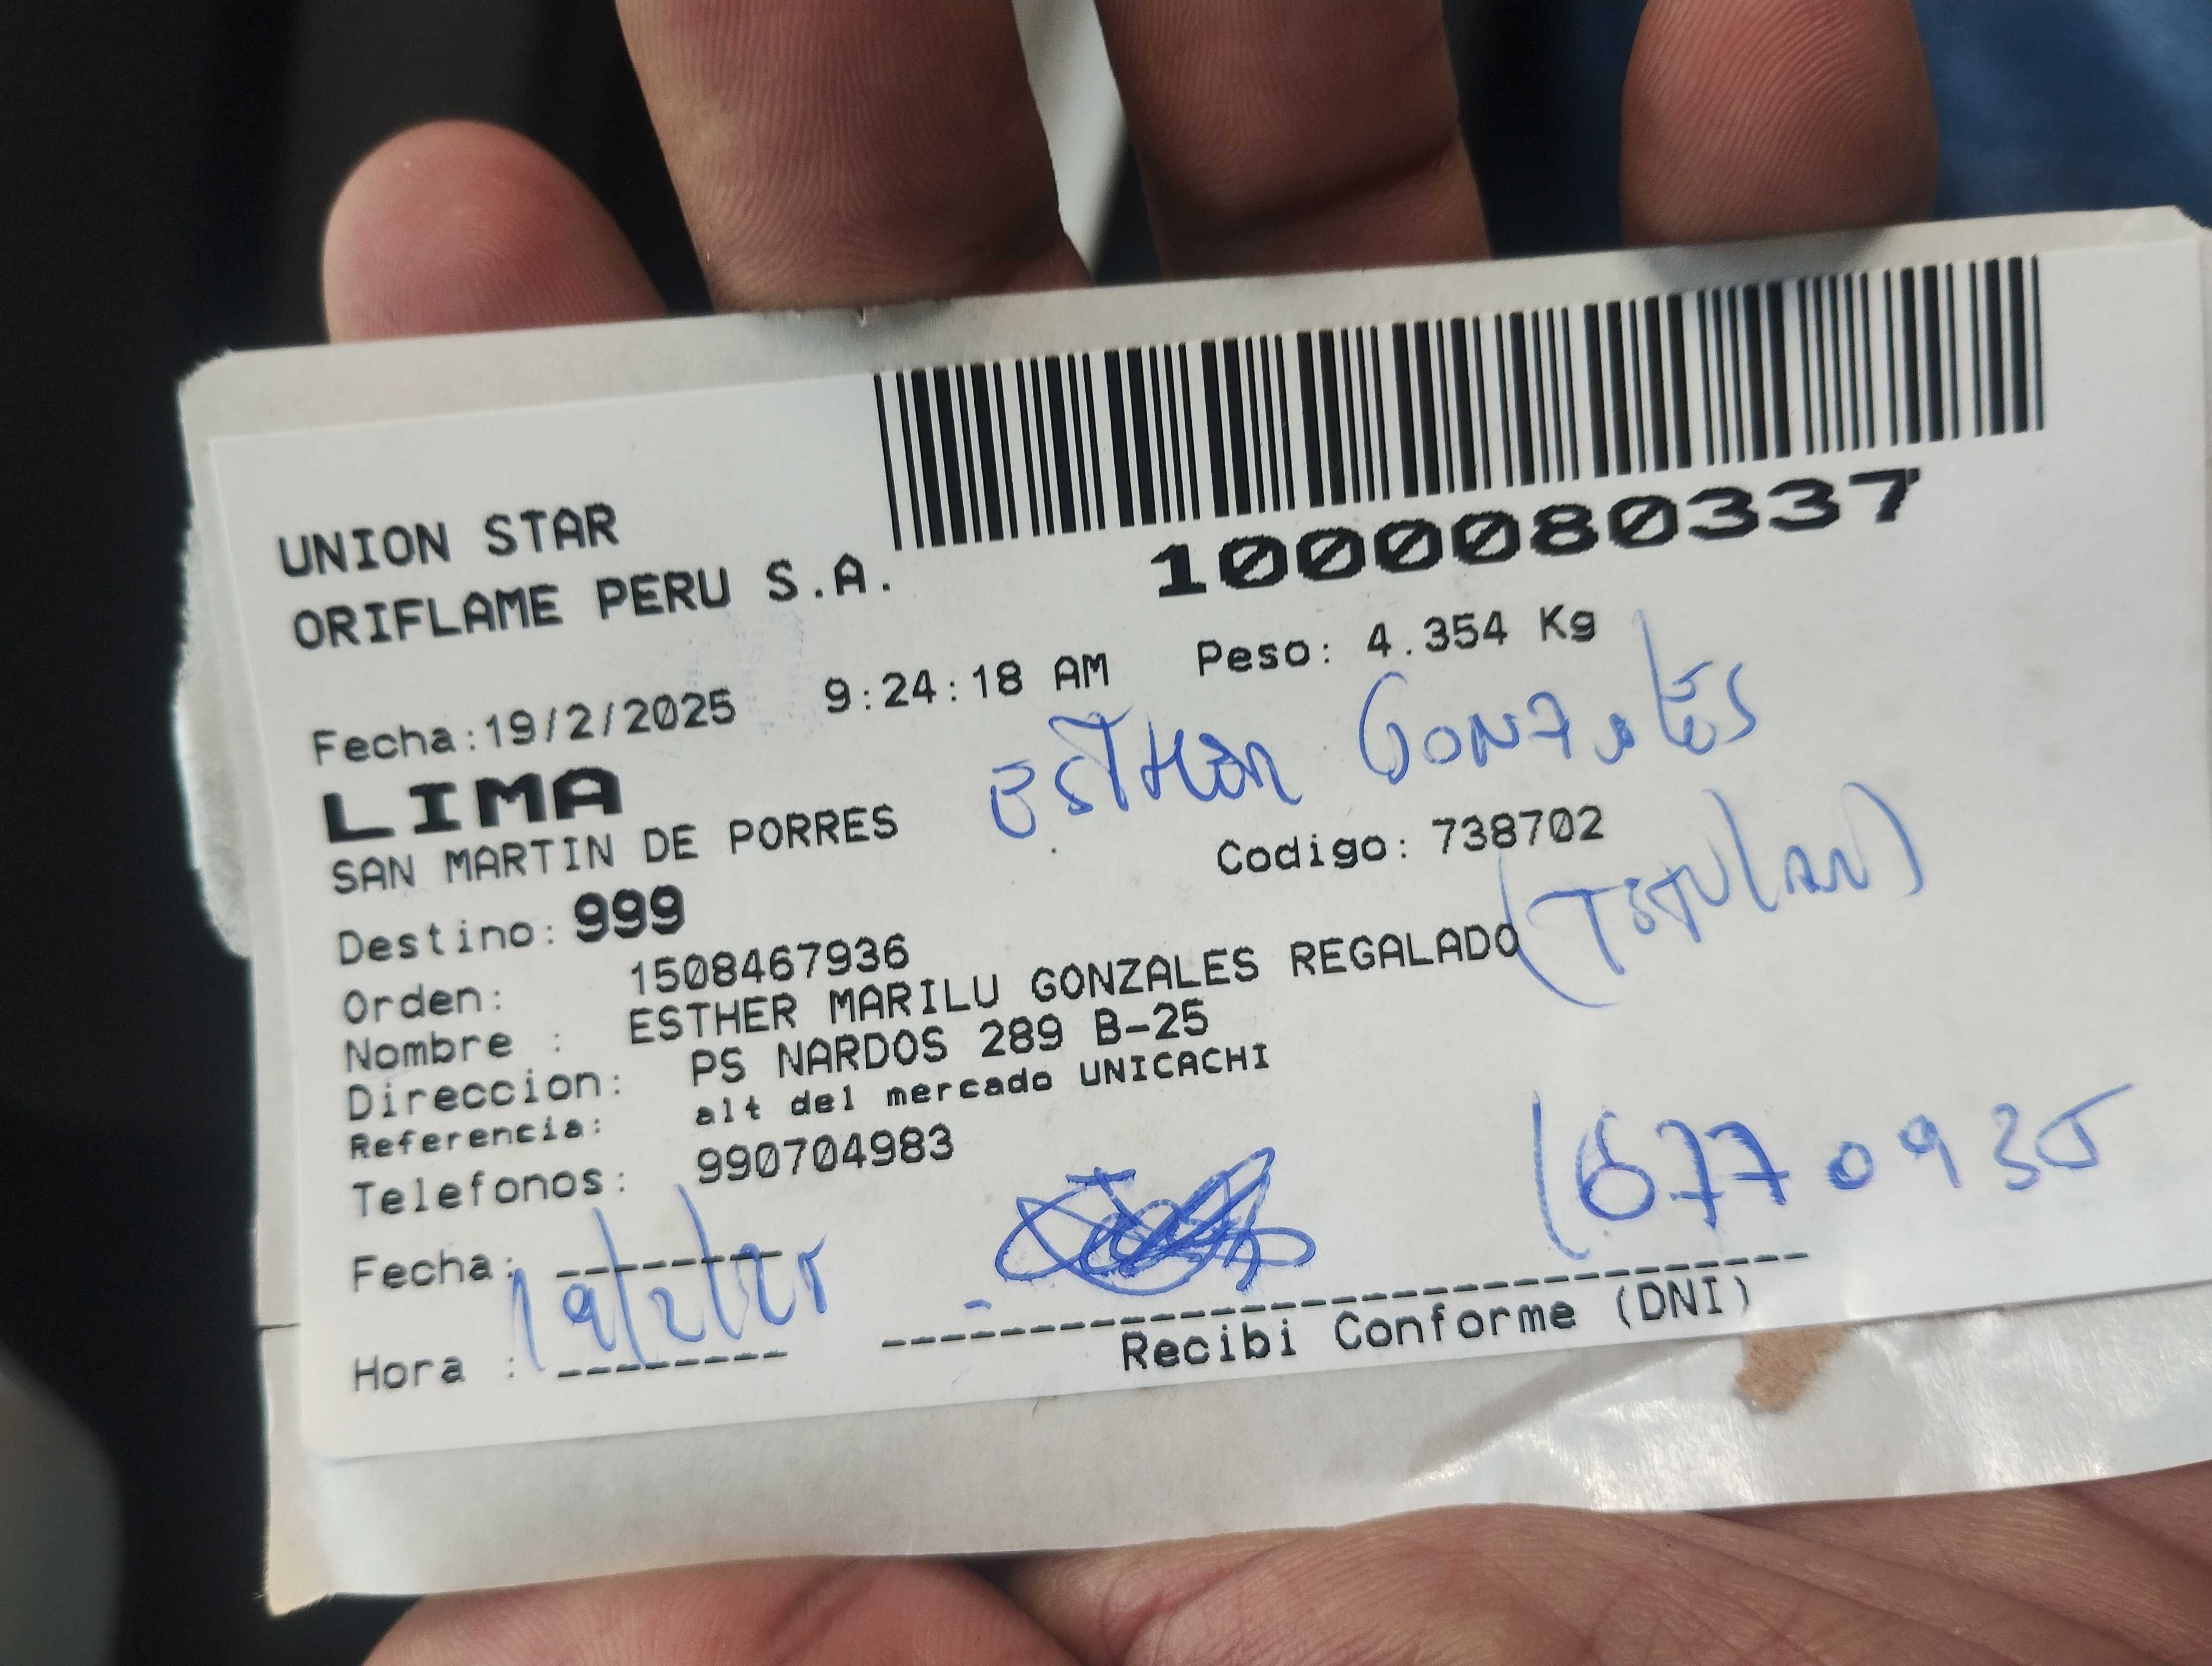 UNION STAR
ORIFLAME PERU S.A.
1000080337
Fecha:19/2/2025 9:24:18 AM Peso: 4.354 Kg
LIMA
ESTHER GONZALES
SAN MARTIN DE PORRES
Codigo: 738702
(TITULAR)
Destino: 999
Orden: 1508467936
Nombre : ESTHER MARILU GONZALES REGALADO
Direccion: PS NARDOS 289 B-25
Referencia: alt del mercado UNICACHI
Telefonos: 990704983
Fecha: 19/2/25
Hora :
Recibi Conforme (DNI)